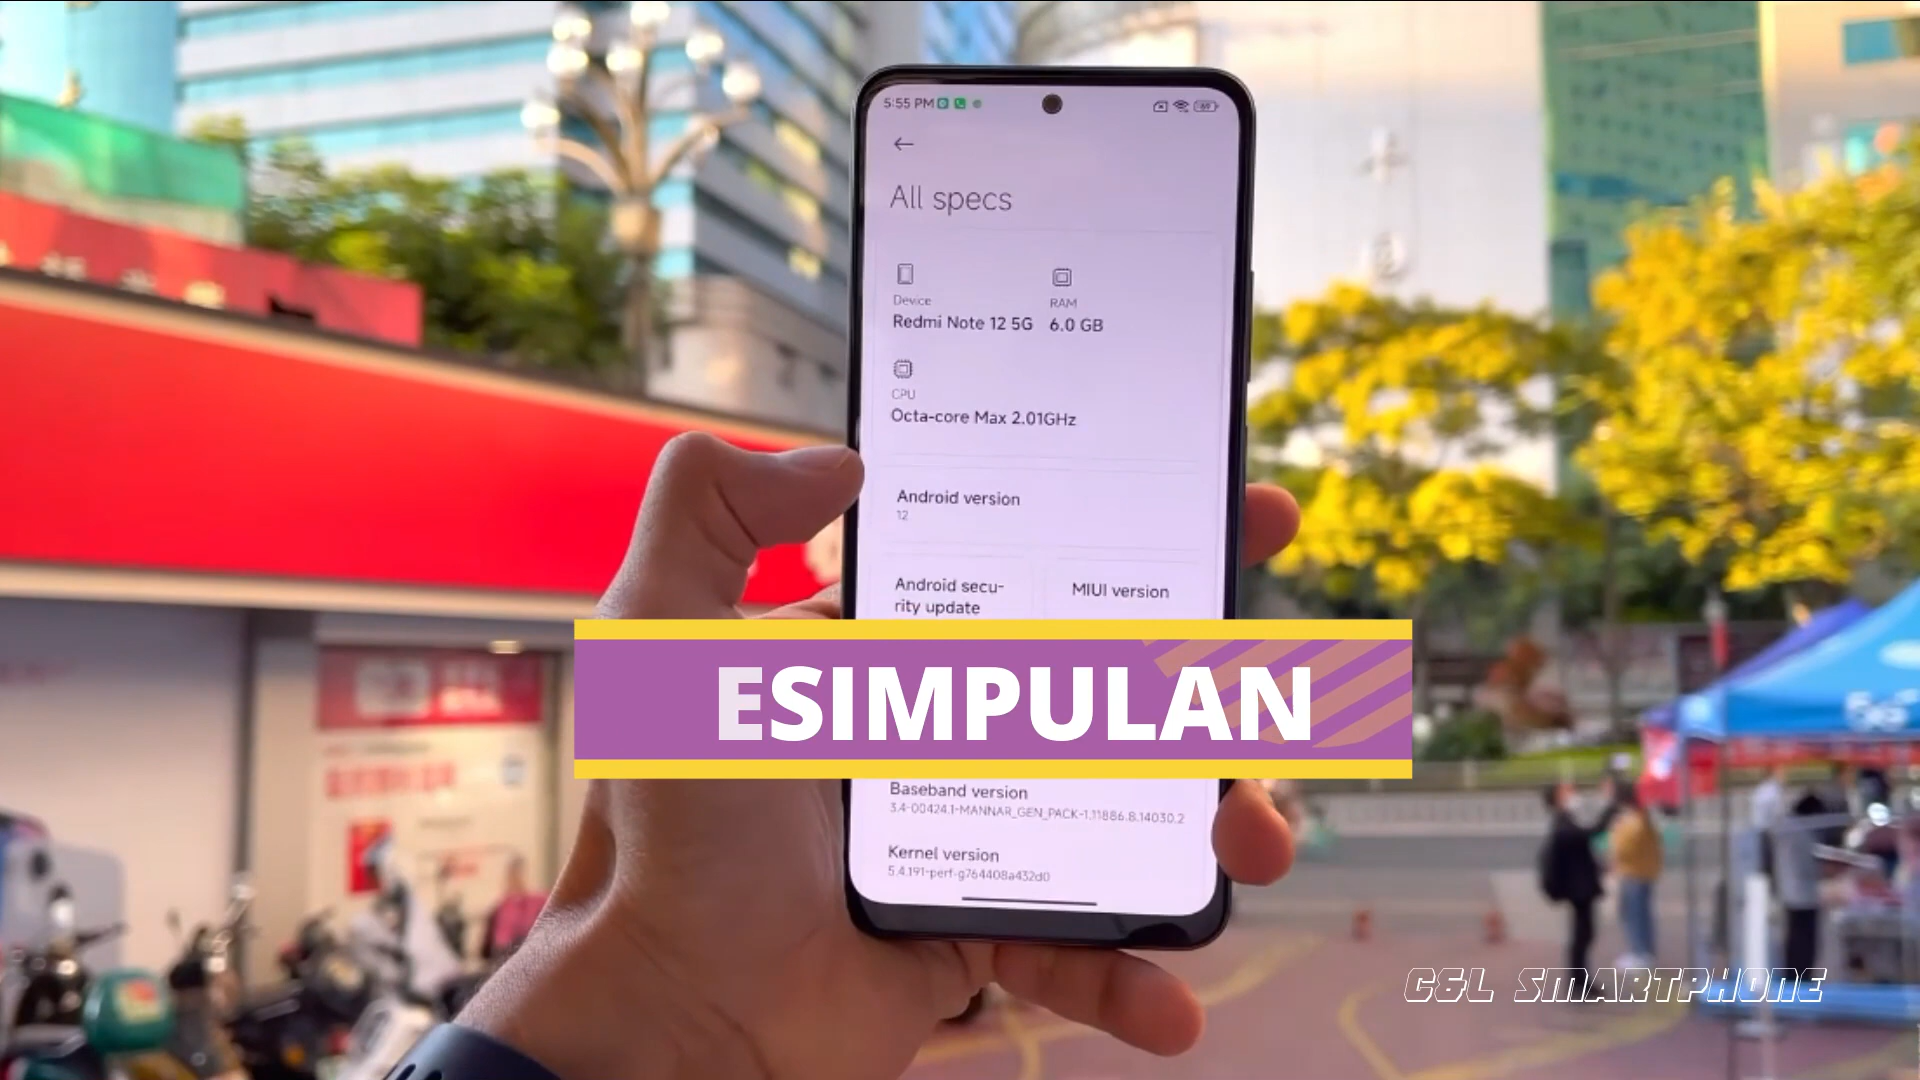 5:55 PM
All specs
Device
Redmi Note 12 5G
RAM
6.0 GB
CPU
Octa-core Max 2.01GHz
Android version
12
Android secu-
rity update
MIUI version
ESIMPULAN
Baseband version
3.4-00424.1-MANNAR_GEN_PACK-1.11886.8.14030.2
Kernel version
5.4.191-perf-g764408a432d0
C&L SMARTPHONE